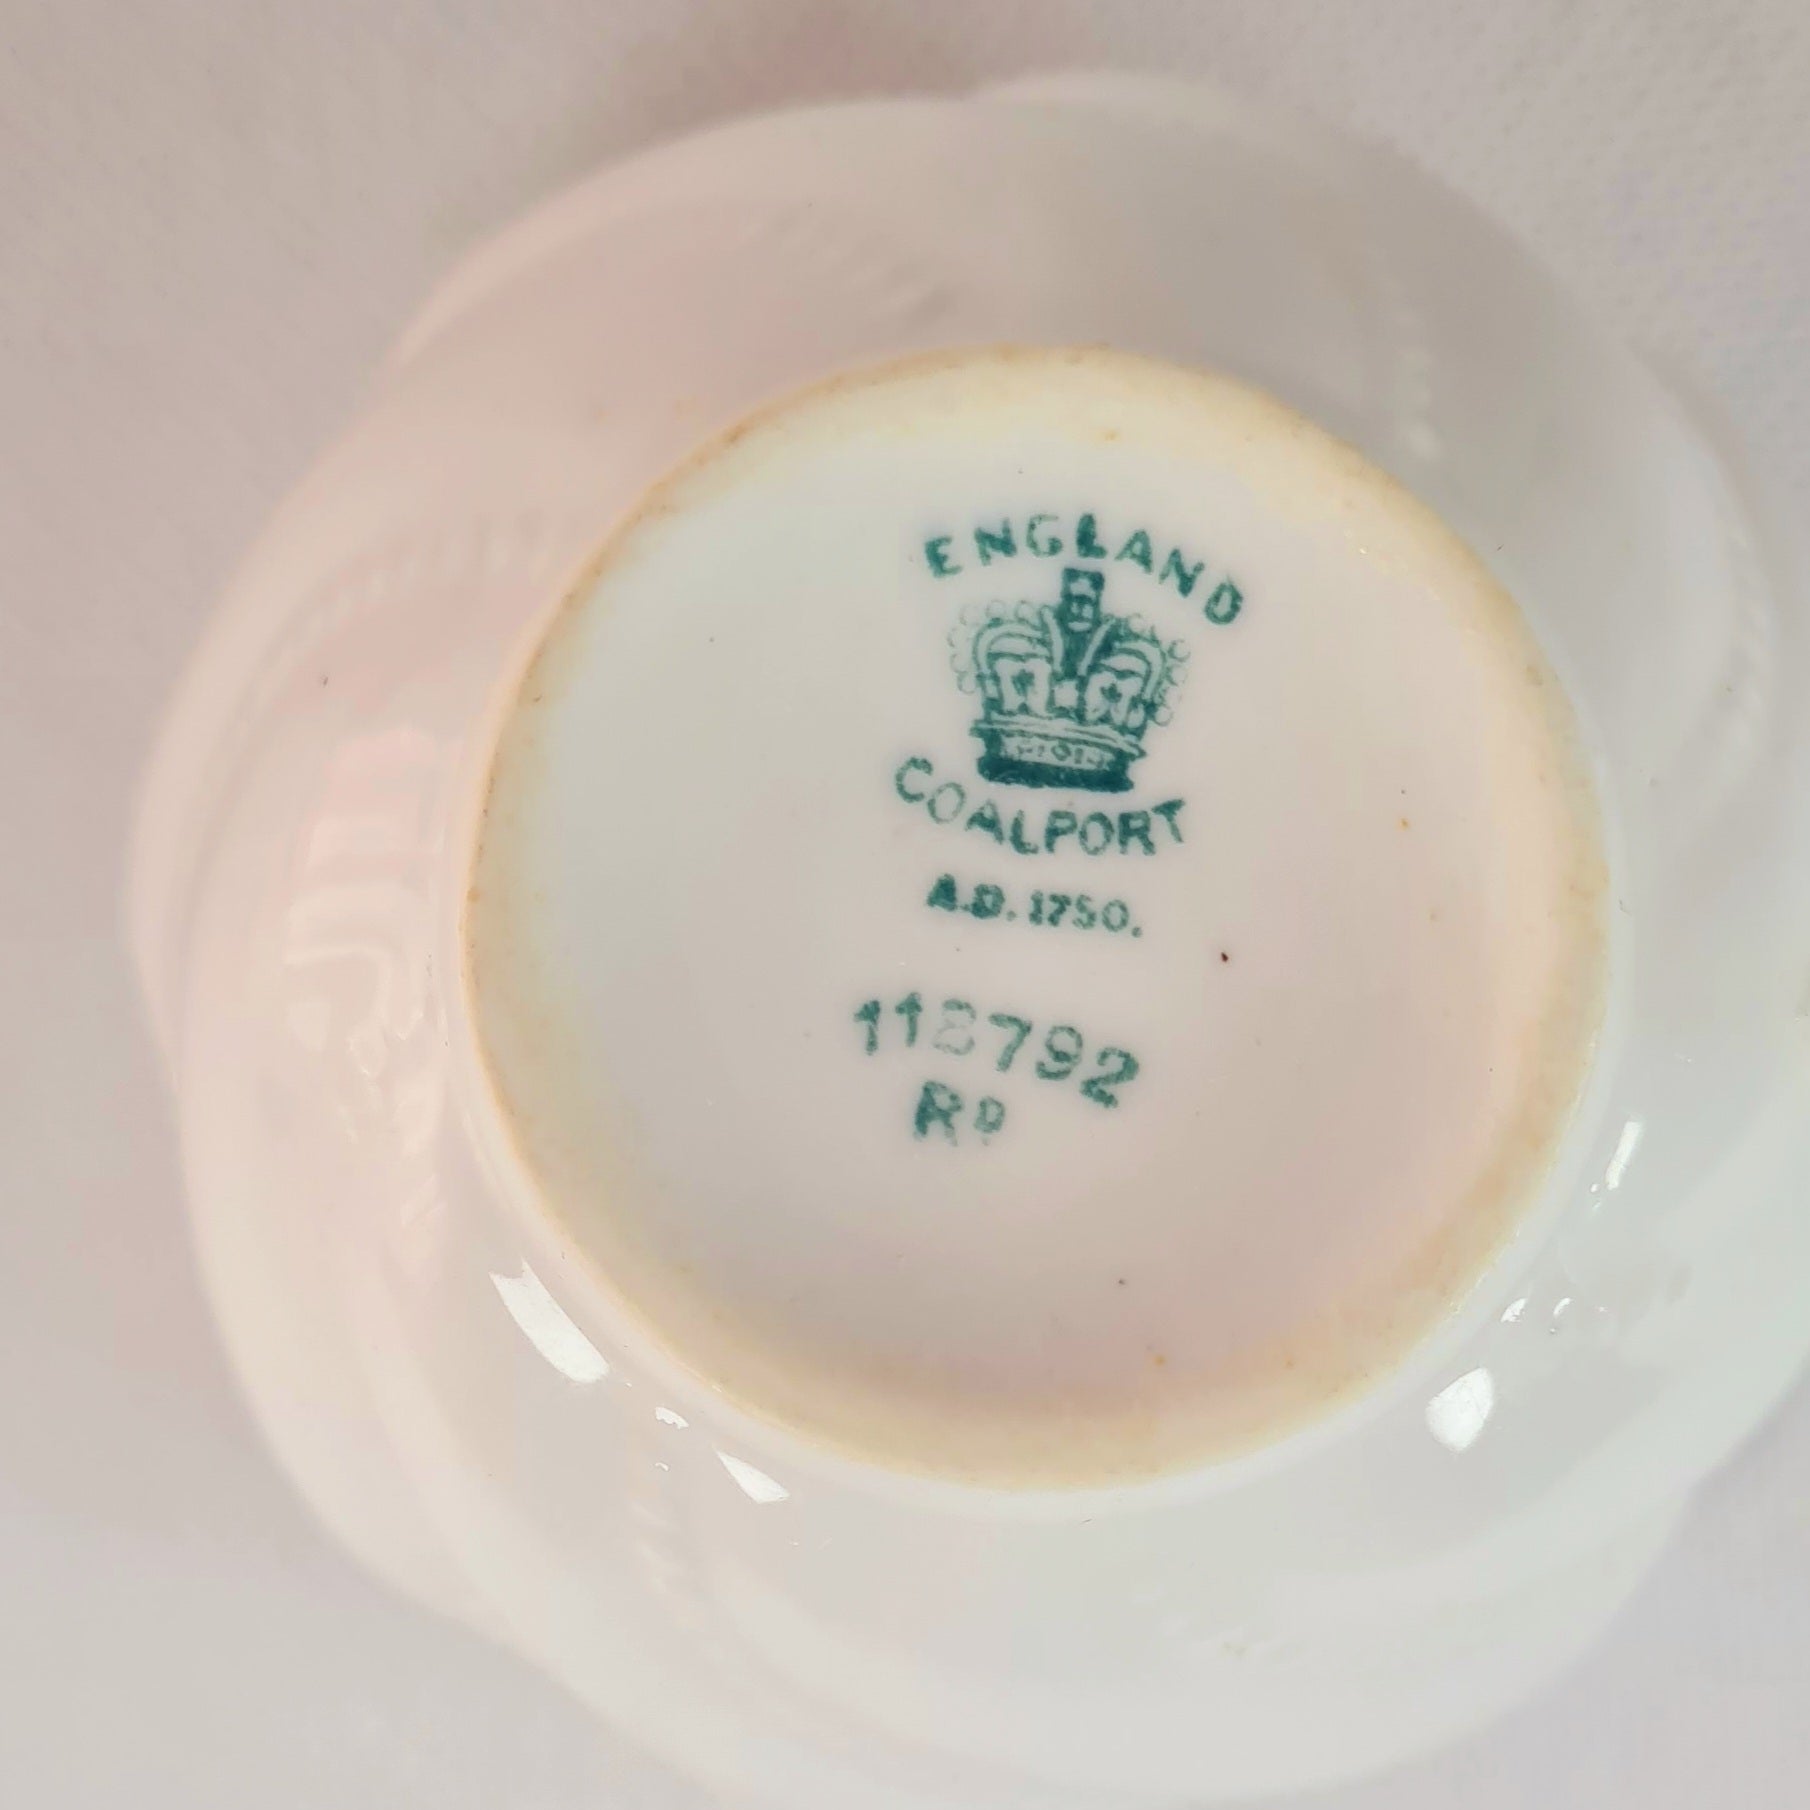 ENGLAND
COALPORT
A.D. 1750.
118792
RD